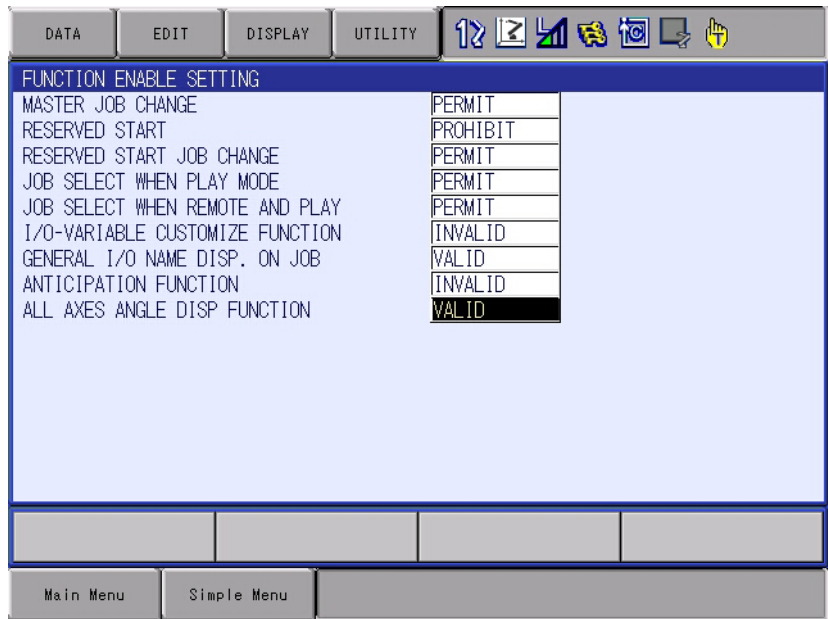 DATA EDIT DISPLAY UTILITY
FUNCTION ENABLE SETTING
MASTER JOB CHANGE PERMIT
RESERVED START PROHIBIT
RESERVED START JOB CHANGE PERMIT
JOB SELECT WHEN PLAY MODE PERMIT
JOB SELECT WHEN REMOTE AND PLAY PERMIT
I/O-VARIABLE CUSTOMIZE FUNCTION INVALID
GENERAL I/O NAME DISP. ON JOB VALID
ANTICIPATION FUNCTION INVALID
ALL AXES ANGLE DISP FUNCTION VALID
Main Menu Simple Menu